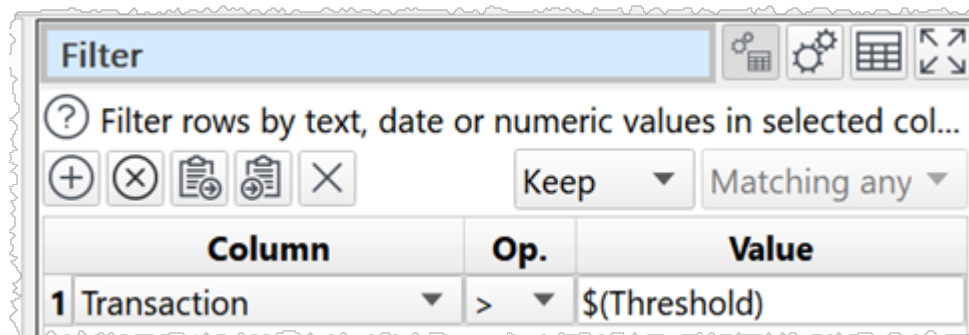 Filter
Filter rows by text, date or numeric values in selected col...
Keep Matching any
Column Op. Value
1 Transaction > $(Threshold)